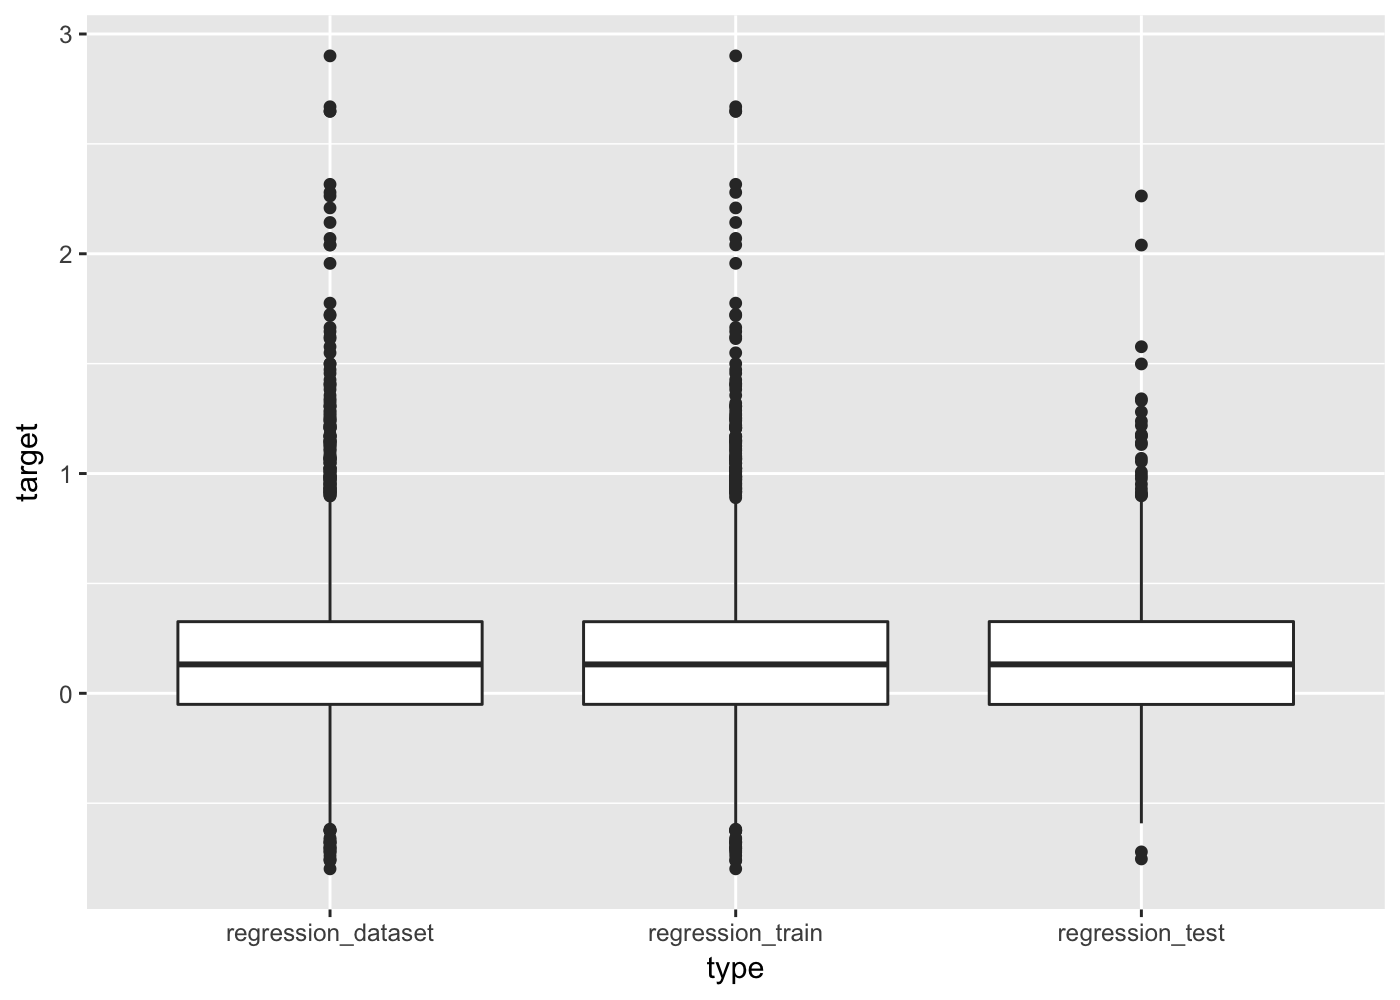 3
2
1
0
target
regression_dataset
regression_train
regression_test
type